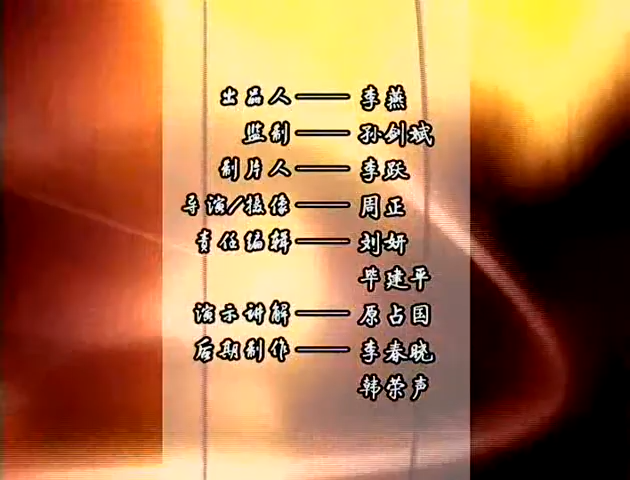 出品人——李燕
监制——孙剑斌
制片人——李跃
导演/摄像——周正
责任编辑——刘妍
毕建平
演示讲解——原占国
后期制作——李春晓
韩荣声